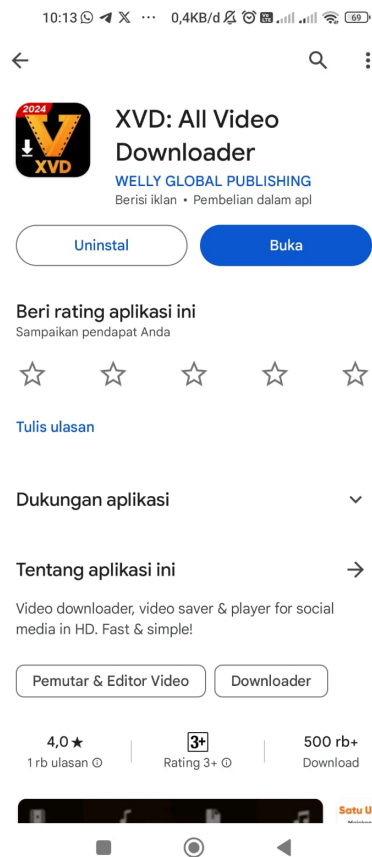 10:13 ··· 0,4KB/d 69
2024
XVD
XVD: All Video
Downloader
WELLY GLOBAL PUBLISHING
Berisi iklan • Pembelian dalam apl
Uninstal
Buka
Beri rating aplikasi ini
Sampaikan pendapat Anda
Tulis ulasan
Dukungan aplikasi
Tentang aplikasi ini
Video downloader, video saver & player for social
media in HD. Fast & simple!
Pemutar & Editor Video
Downloader
4,0★
1 rb ulasan
3+
Rating 3+
500 rb+
Download
Satu U